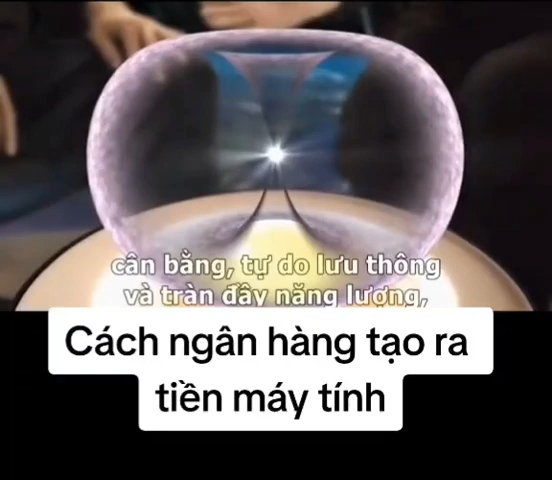 cân bằng, tự do lưu thông
và tràn đầy năng lượng,
Cách ngân hàng tạo ra
tiền máy tính